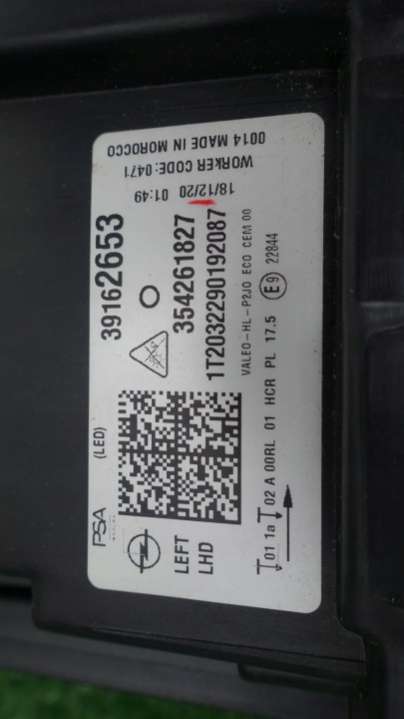 PSA (LED) 39162653
LEFT
LHD
354261827
1T2032290192087
VALEO-HL-P2JO ECO CEM 00
01 1a 02 A 00RL 01 HCR PL 17.5 E9 22844
18/12/20 01:49
WORKER CODE:0471
0014 MADE IN MOROCCO